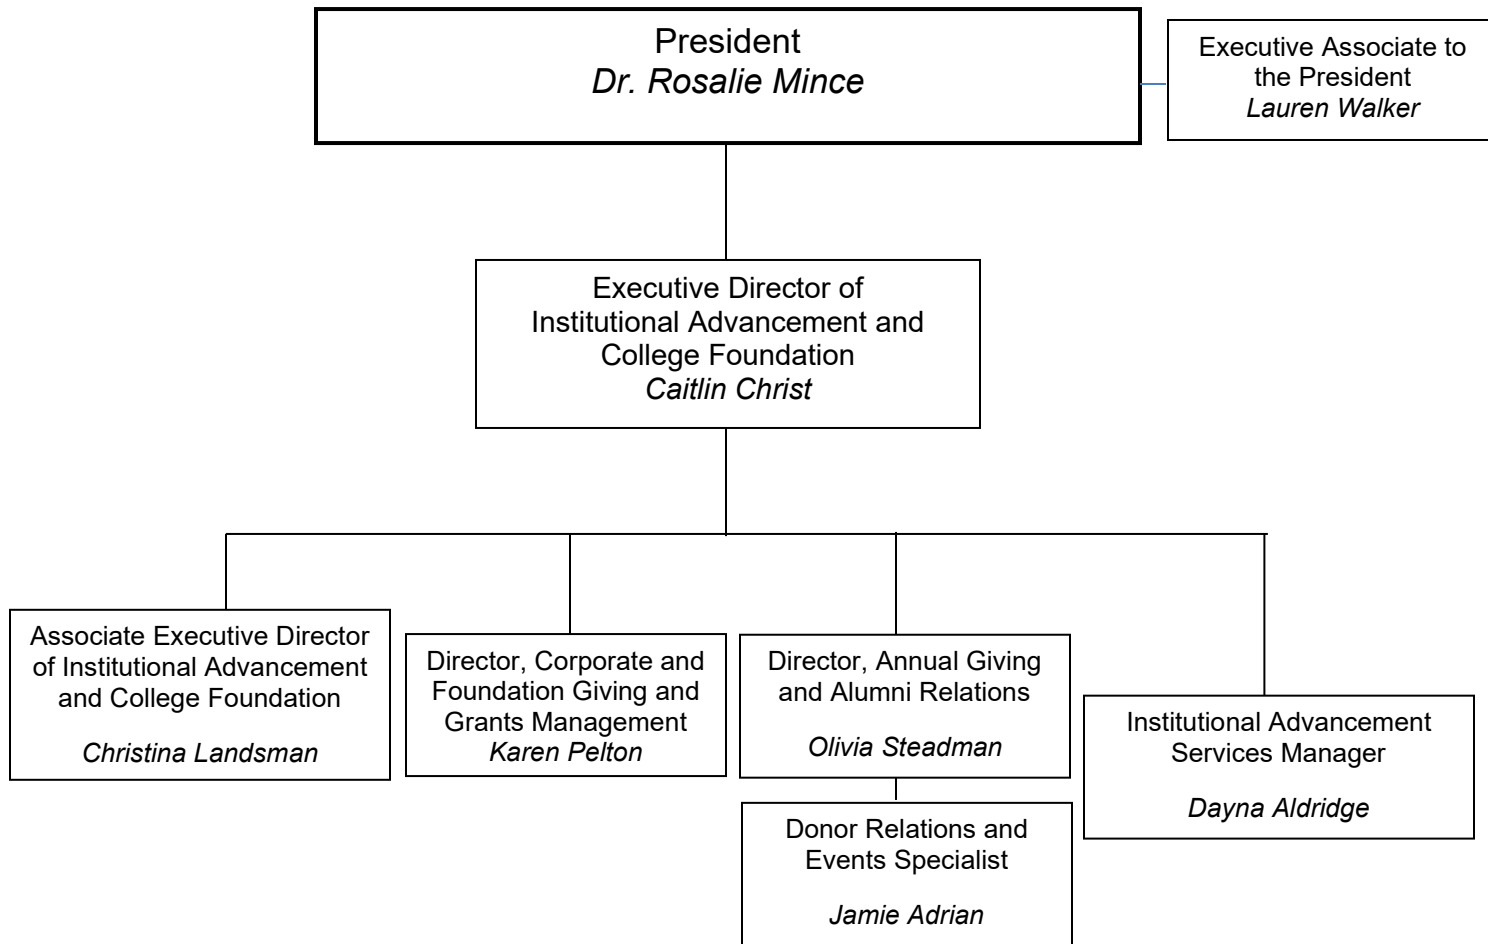 President
Dr. Rosalie Mince
Executive Associate to
the President
Lauren Walker
Executive Director of
Institutional Advancement and
College Foundation
Caitlin Christ
Associate Executive Director
of Institutional Advancement
and College Foundation
Christina Landsman
Director, Corporate and
Foundation Giving and
Grants Management
Karen Pelton
Director, Annual Giving
and Alumni Relations
Olivia Steadman
Institutional Advancement
Services Manager
Dayna Aldridge
Donor Relations and
Events Specialist
Jamie Adrian